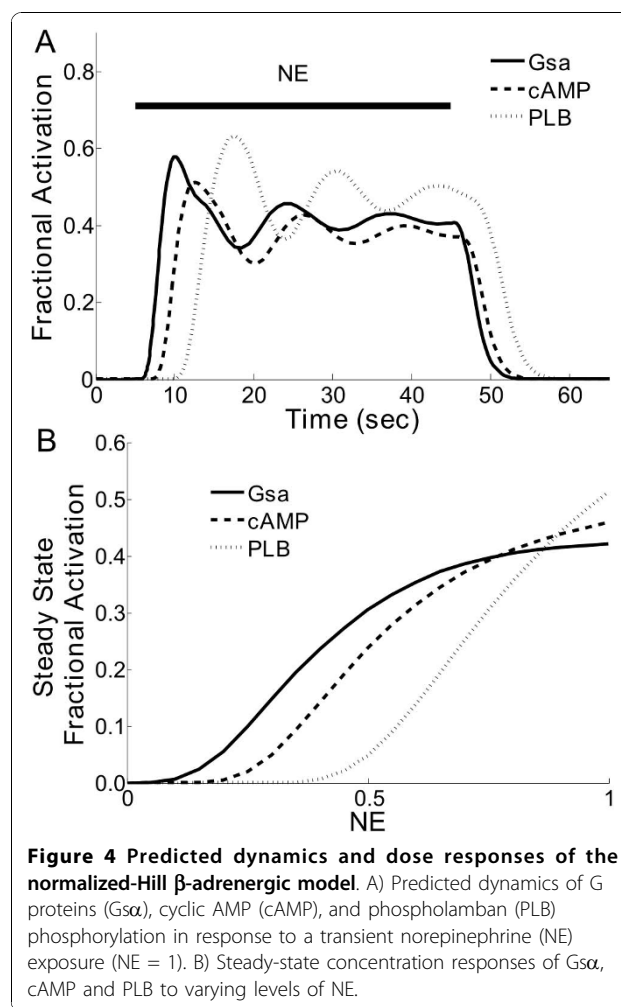 A
NE
Gsa
cAMP
PLB
Fractional Activation
0.8
0.6
0.4
0.2
0
0 10 20 30 40 50 60
Time (sec)
B
Gsa
cAMP
PLB
Steady State
Fractional Activation
0.6
0.5
0.4
0.3
0.2
0.1
0.0
0 0.5 1
NE
Figure 4 Predicted dynamics and dose responses of the
normalized-Hill β-adrenergic model. A) Predicted dynamics of G
proteins (Gsα), cyclic AMP (cAMP), and phospholamban (PLB)
phosphorylation in response to a transient norepinephrine (NE)
exposure (NE = 1). B) Steady-state concentration responses of Gsα,
cAMP and PLB to varying levels of NE.